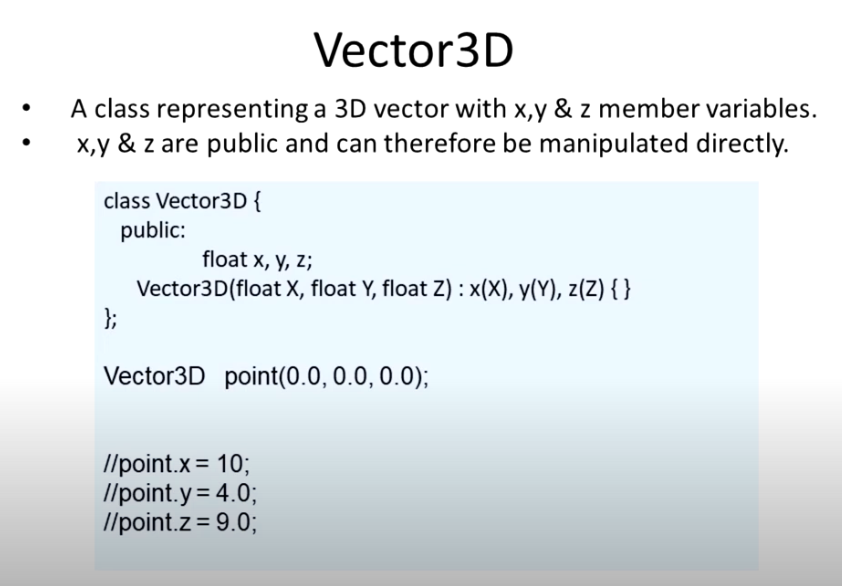 Vector3D
• A class representing a 3D vector with x,y & z member variables.
• x,y & z are public and can therefore be manipulated directly.
class Vector3D {
public:
float x, y, z;
Vector3D(float X, float Y, float Z) : x(X), y(Y), z(Z) { }
};
Vector3D point(0.0, 0.0, 0.0);
//point.x = 10;
//point.y = 4.0;
//point.z = 9.0;